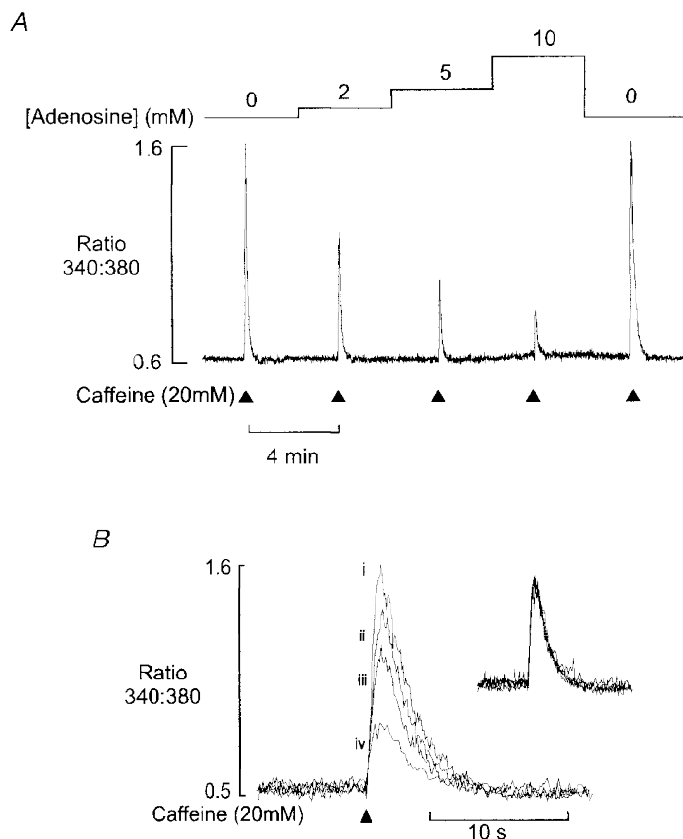 A
0 2 5 10 0
[Adenosine] (mM)
1.6
Ratio
340:380
0.6
Caffeine (20mM)
4 min
B
1.6
i
ii
iii
iv
Ratio
340:380
0.5
Caffeine (20mM)
10 s